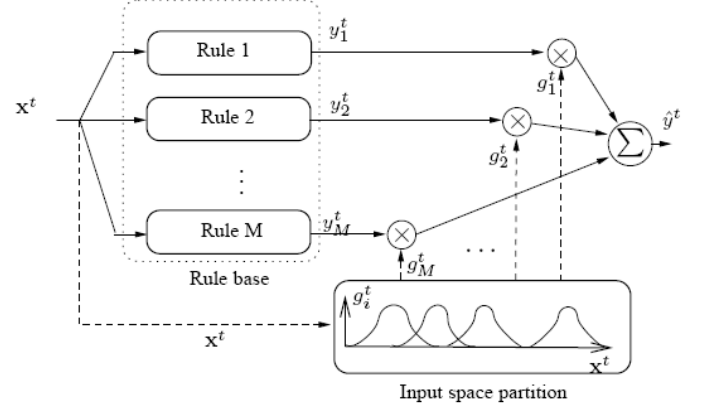 Rule 1
y_1^t
x^t
Rule 2
y_2^t
g_1^t
ŷ^t
∑
g_2^t
⋮
Rule M
y_M^t
Rule base
g_M^t
...
g_i^t
x^t
x^t
Input space partition